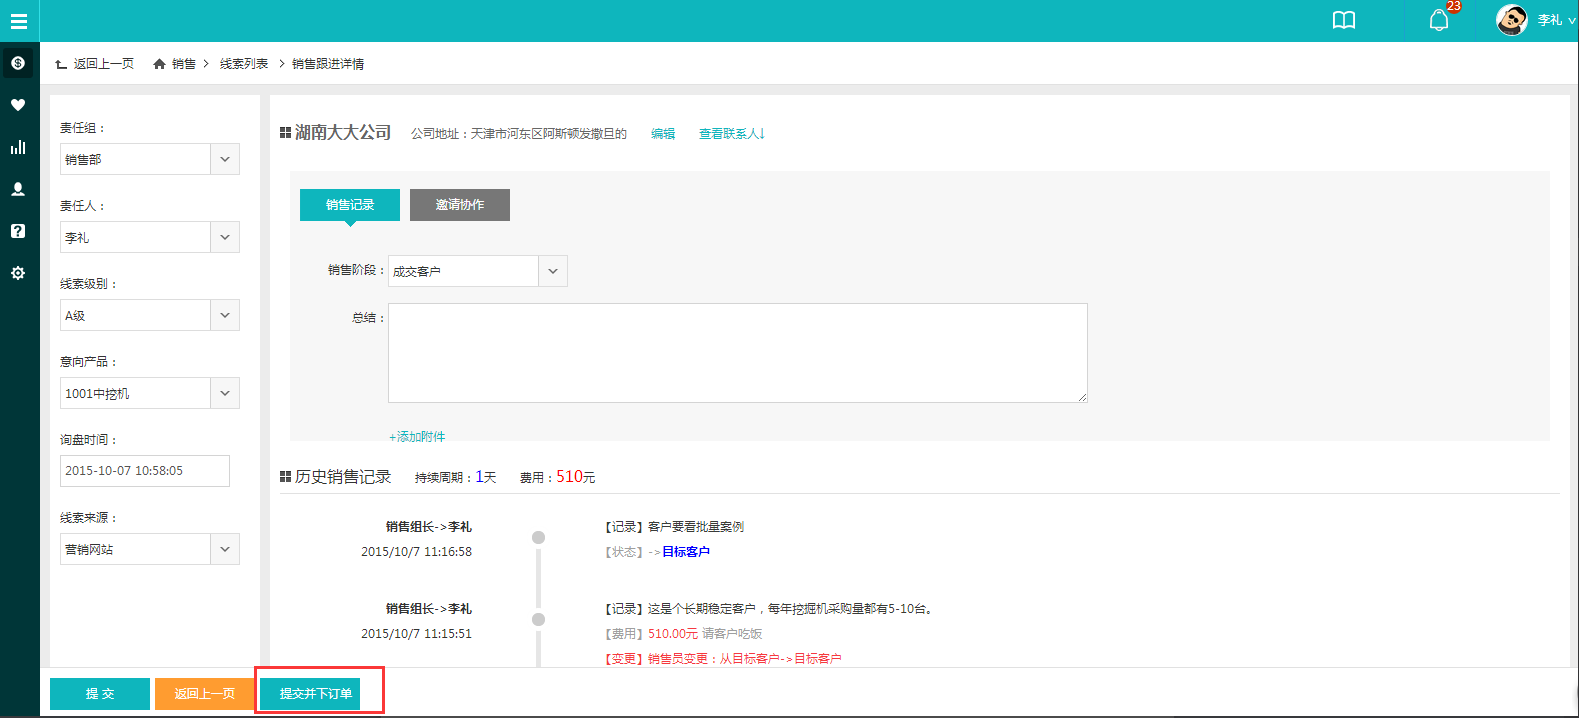 23
李礼
返回上一页 销售 > 线索列表 > 销售跟进详情
责任组：
销售部
责任人：
李礼
线索级别：
A级
意向产品：
1001中挖机
询盘时间：
2015-10-07 10:58:05
线索来源：
营销网站
湖南大大公司 公司地址：天津市河东区阿斯顿发撒旦的 编辑 查看联系人↓
销售记录 邀请协作
销售阶段： 成交客户
总结：
+添加附件
历史销售记录 持续周期：1天 费用：510元
销售组长->李礼 【记录】客户要看批量案例
2015/10/7 11:16:58 【状态】->目标客户
销售组长->李礼 【记录】这是个长期稳定客户，每年挖掘机采购量都有5-10台。
2015/10/7 11:15:51 【费用】510.00元 请客户吃饭
【变更】销售员变更：从目标客户->目标客户
提 交 返回上一页 提交并下订单